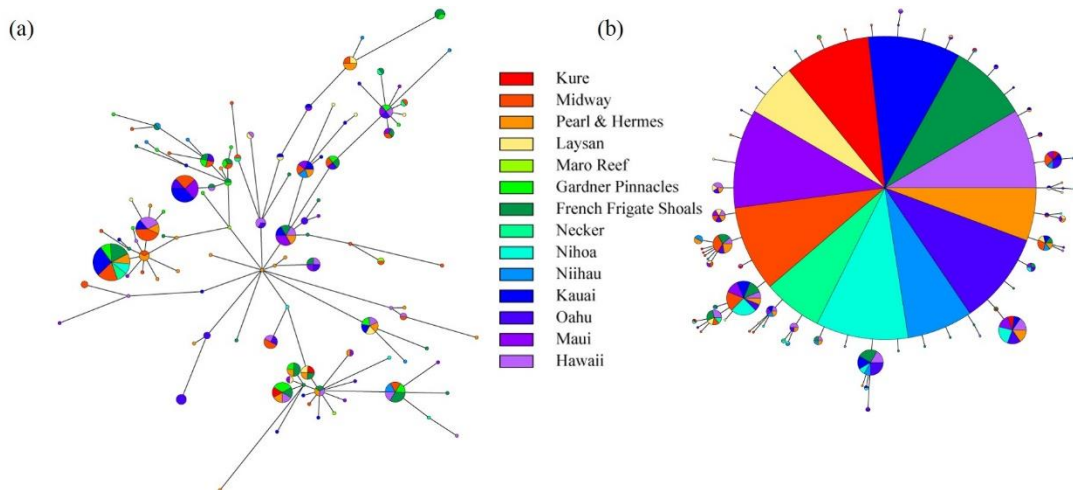 (a)
(b)
Kure
Midway
Pearl & Hermes
Laysan
Maro Reef
Gardner Pinnacles
French Frigate Shoals
Necker
Nihoa
Niihau
Kauai
Oahu
Maui
Hawaii